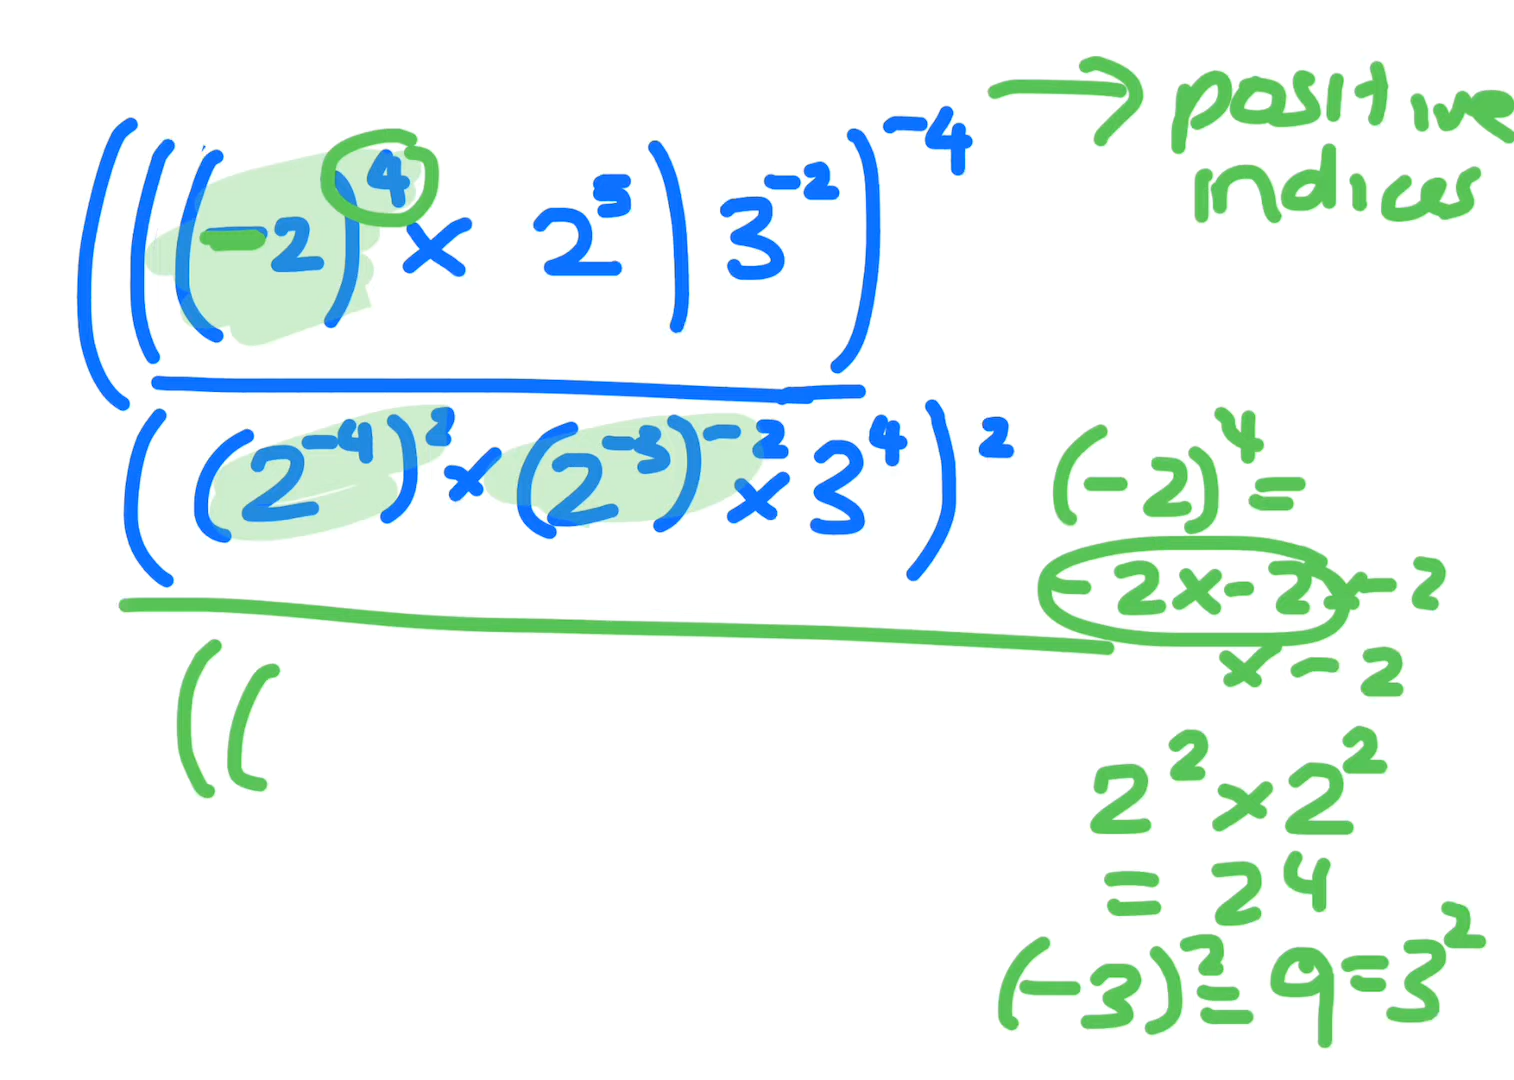 (((-2)⁴ × 2⁵) 3⁻²)⁻⁴ → positive
indices
((2⁻⁴)² × (2⁻³)⁻² × 3⁴)²
((
(-2)⁴ =
-2 x -2 x -2
x -2
2² × 2²
= 2⁴
(-3)² = 9 = 3²